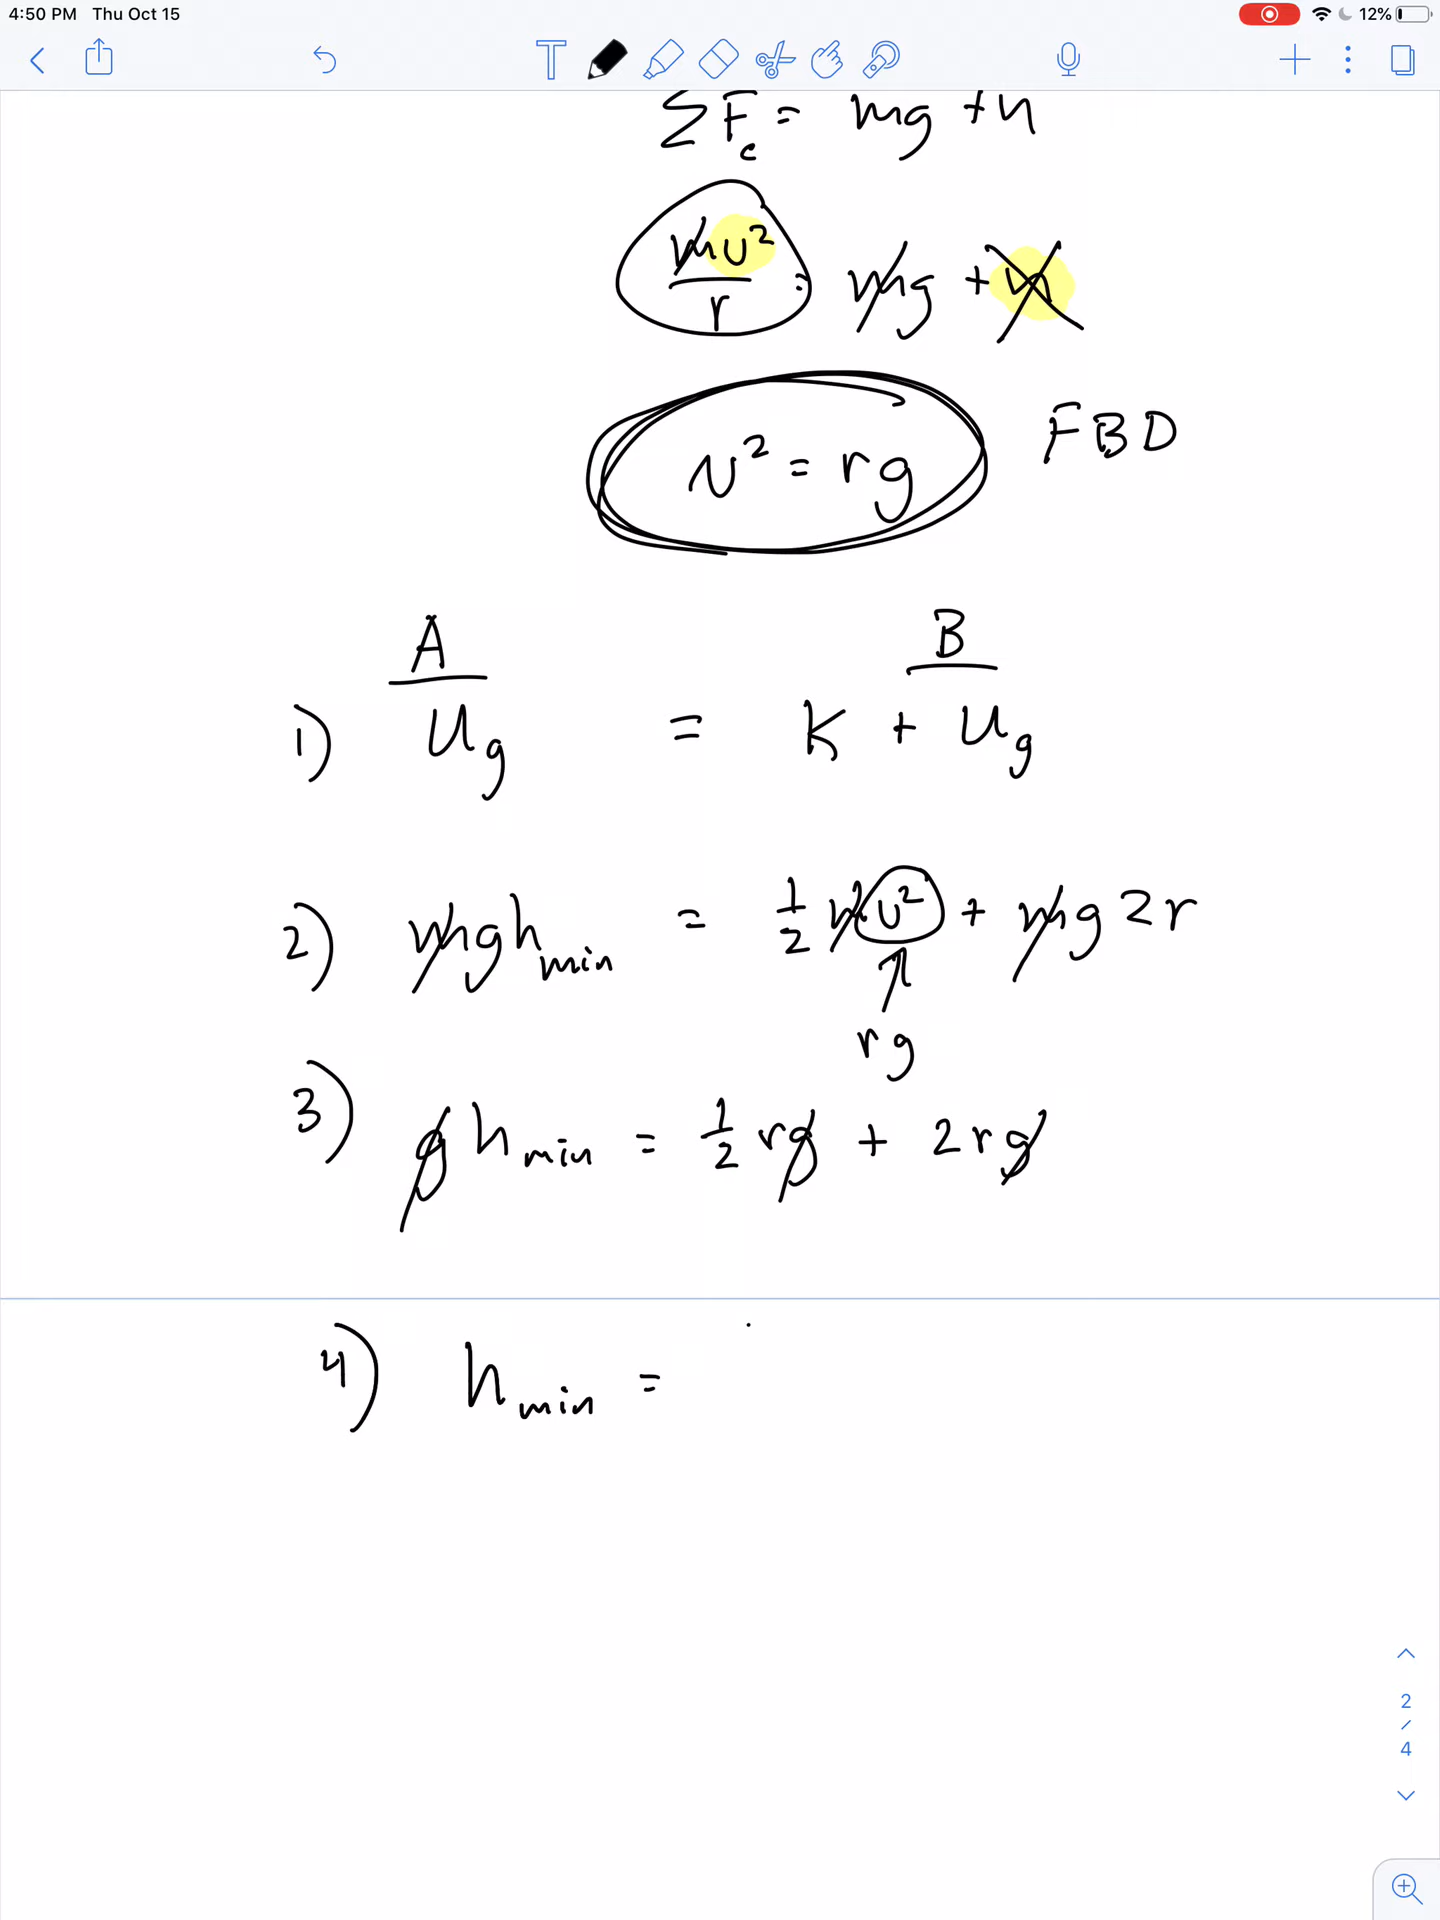 4:50 PM Thu Oct 15 12%
T
ΣF_c = mg + n
mv²/r = mg + n
v² = rg FBD
A B
1) U_g = K + U_g
2) mgh_min = ½ mv² + mg2r
rg
3) gh_min = ½ rg + 2rg
4) h_min =
2
/
4